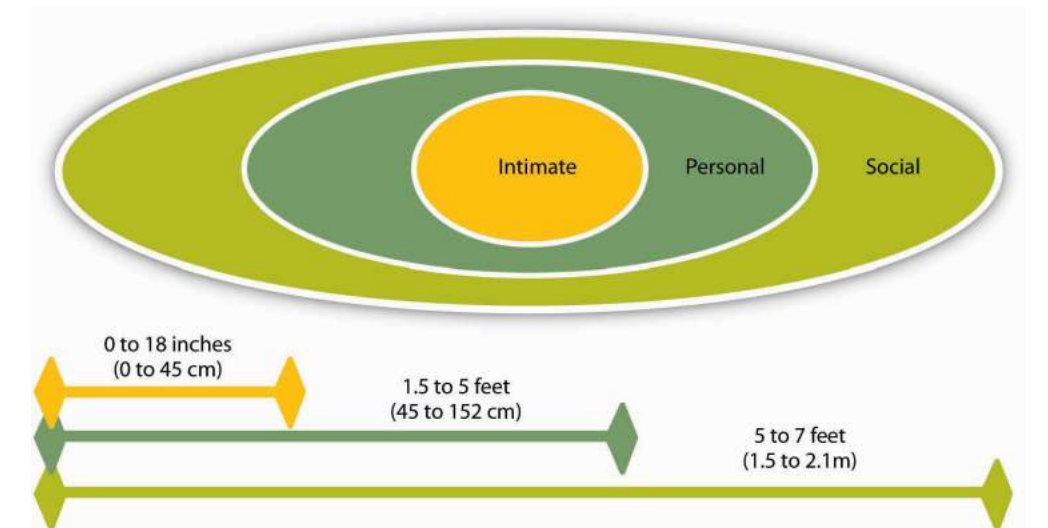 Intimate
Personal
Social
0 to 18 inches
(0 to 45 cm)
1.5 to 5 feet
(45 to 152 cm)
5 to 7 feet
(1.5 to 2.1m)